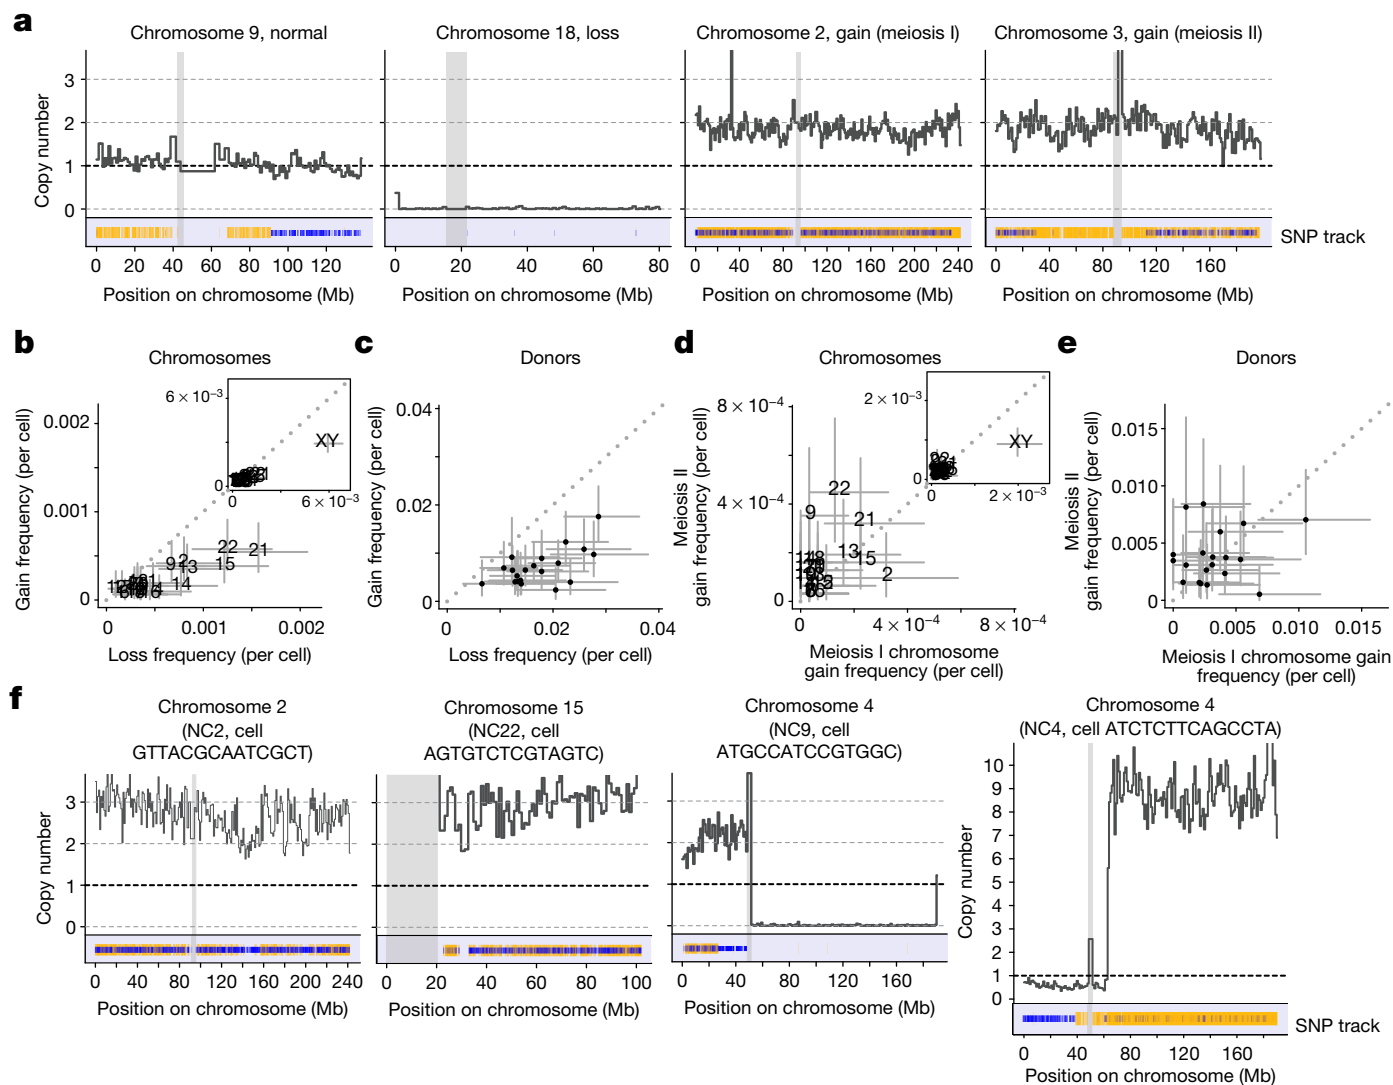 a
Chromosome 9, normal
Chromosome 18, loss
Chromosome 2, gain (meiosis I)
Chromosome 3, gain (meiosis II)
Copy number
3
2
1
0
SNP track
0 20 40 60 80 100 120
0 20 40 60 80
0 40 80 120 160 200 240
0 40 80 120 160
Position on chromosome (Mb)
Position on chromosome (Mb)
Position on chromosome (Mb)
Position on chromosome (Mb)
b
Chromosomes
Gain frequency (per cell)
0.002
0.001
0
6 × 10⁻³
0
XY
0
6 × 10⁻³
22
21
9
2
3
15
14
0
0.001
0.002
Loss frequency (per cell)
c
Donors
Gain frequency (per cell)
0.04
0.02
0
0
0.02
0.04
Loss frequency (per cell)
d
Chromosomes
Meiosis II
gain frequency (per cell)
8 × 10⁻⁴
4 × 10⁻⁴
0
2 × 10⁻³
0
XY
0
2 × 10⁻³
22
9
21
13
15
2
0
4 × 10⁻⁴
8 × 10⁻⁴
Meiosis I chromosome
gain frequency (per cell)
e
Donors
Meiosis II
gain frequency (per cell)
0.015
0.010
0.005
0
0
0.005
0.010
0.015
Meiosis I chromosome gain
frequency (per cell)
f
Chromosome 2
(NC2, cell
GTTACGCAATCGCT)
Chromosome 15
(NC22, cell
AGTGTCTCGTAGTC)
Chromosome 4
(NC9, cell
ATGCCATCCGTGGC)
Chromosome 4
(NC4, cell ATCTCTTCAGCCTA)
Copy number
3
2
1
0
Copy number
10
9
8
7
6
5
4
3
2
1
0
SNP track
0 40 80 120 160 200 240
0 20 40 60 80 100
0 40 80 120 160
0 40 80 120 160
Position on chromosome (Mb)
Position on chromosome (Mb)
Position on chromosome (Mb)
Position on chromosome (Mb)